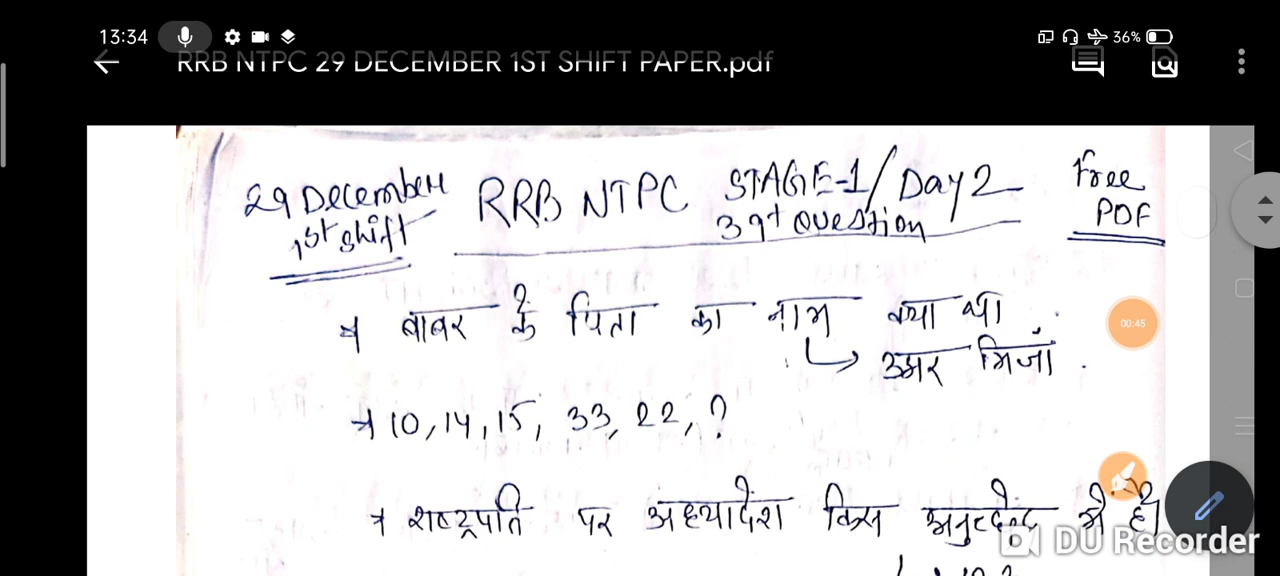 13:34
36%
RRB NTPC 29 DECEMBER 1ST SHIFT PAPER.pdf
29 December
1st shift
RRB NTPC STAGE-1/Day 2
39+ Question
Free
PDF
→ बाबर के पिता का नाम क्या थी
उमर मिर्जा
→ 10, 14, 15, 33, 22, ?
→ राष्ट्रपति पर अध्यादेश किस अनुच्छेद में है।
00:45
DU Recorder